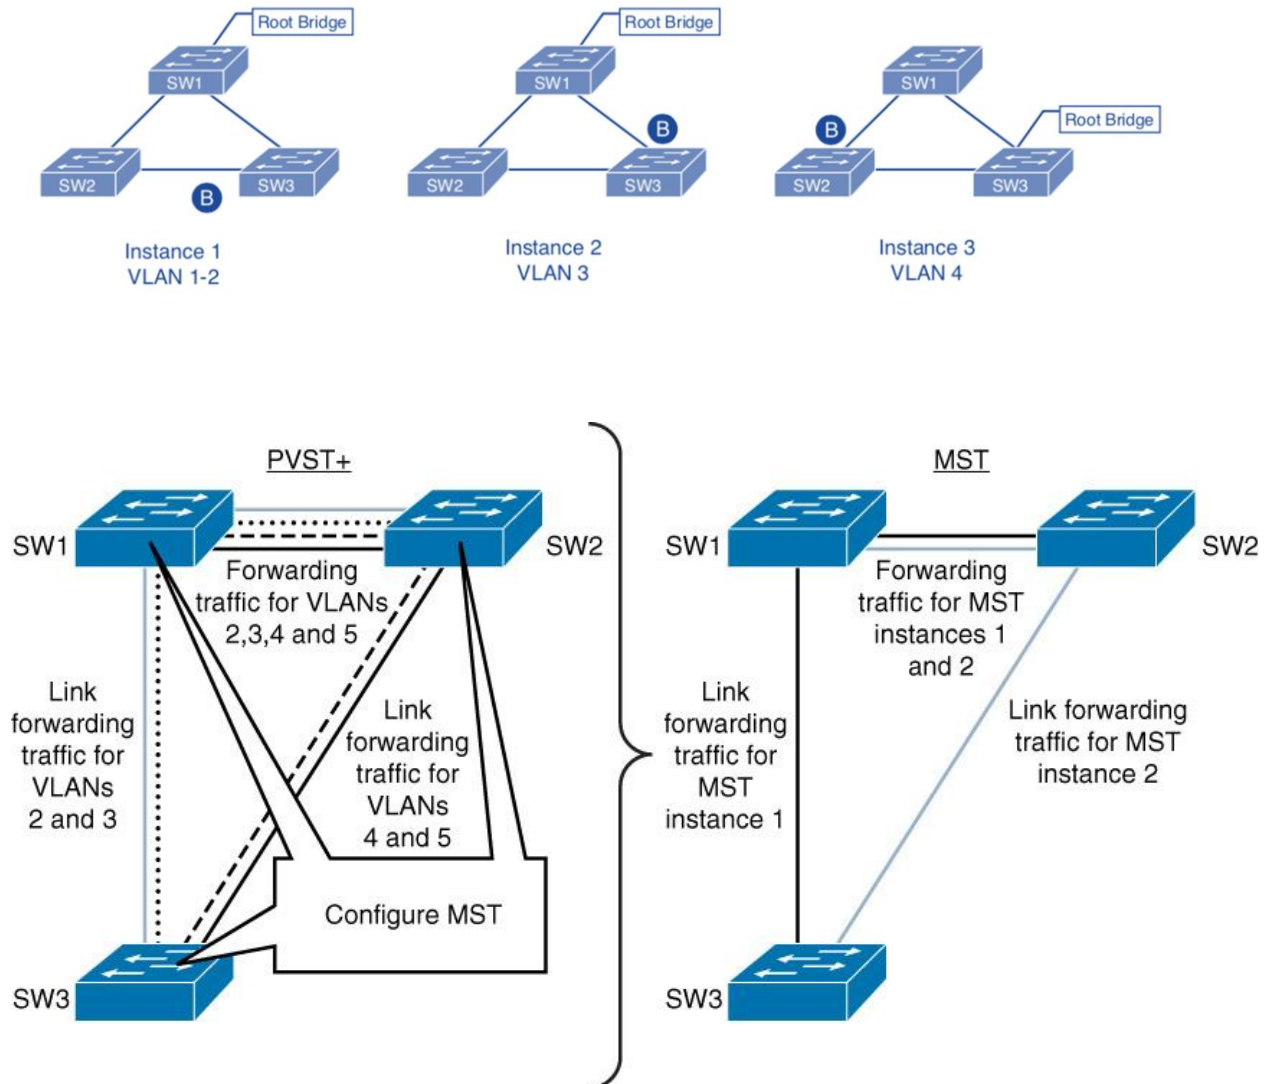 Root Bridge
SW1
SW2
SW3
B
Instance 1
VLAN 1-2
Root Bridge
SW1
B
SW2
SW3
Instance 2
VLAN 3
SW1
B
Root Bridge
SW2
SW3
Instance 3
VLAN 4
PVST+
SW1
SW2
Forwarding
traffic for VLANs
2,3,4 and 5
Link
forwarding
traffic for
VLANs
2 and 3
Link
forwarding
traffic for
VLANs
4 and 5
Configure MST
SW3
MST
SW1
SW2
Forwarding
traffic for MST
instances 1
and 2
Link
forwarding
traffic for
MST
instance 1
Link forwarding
traffic for MST
instance 2
SW3